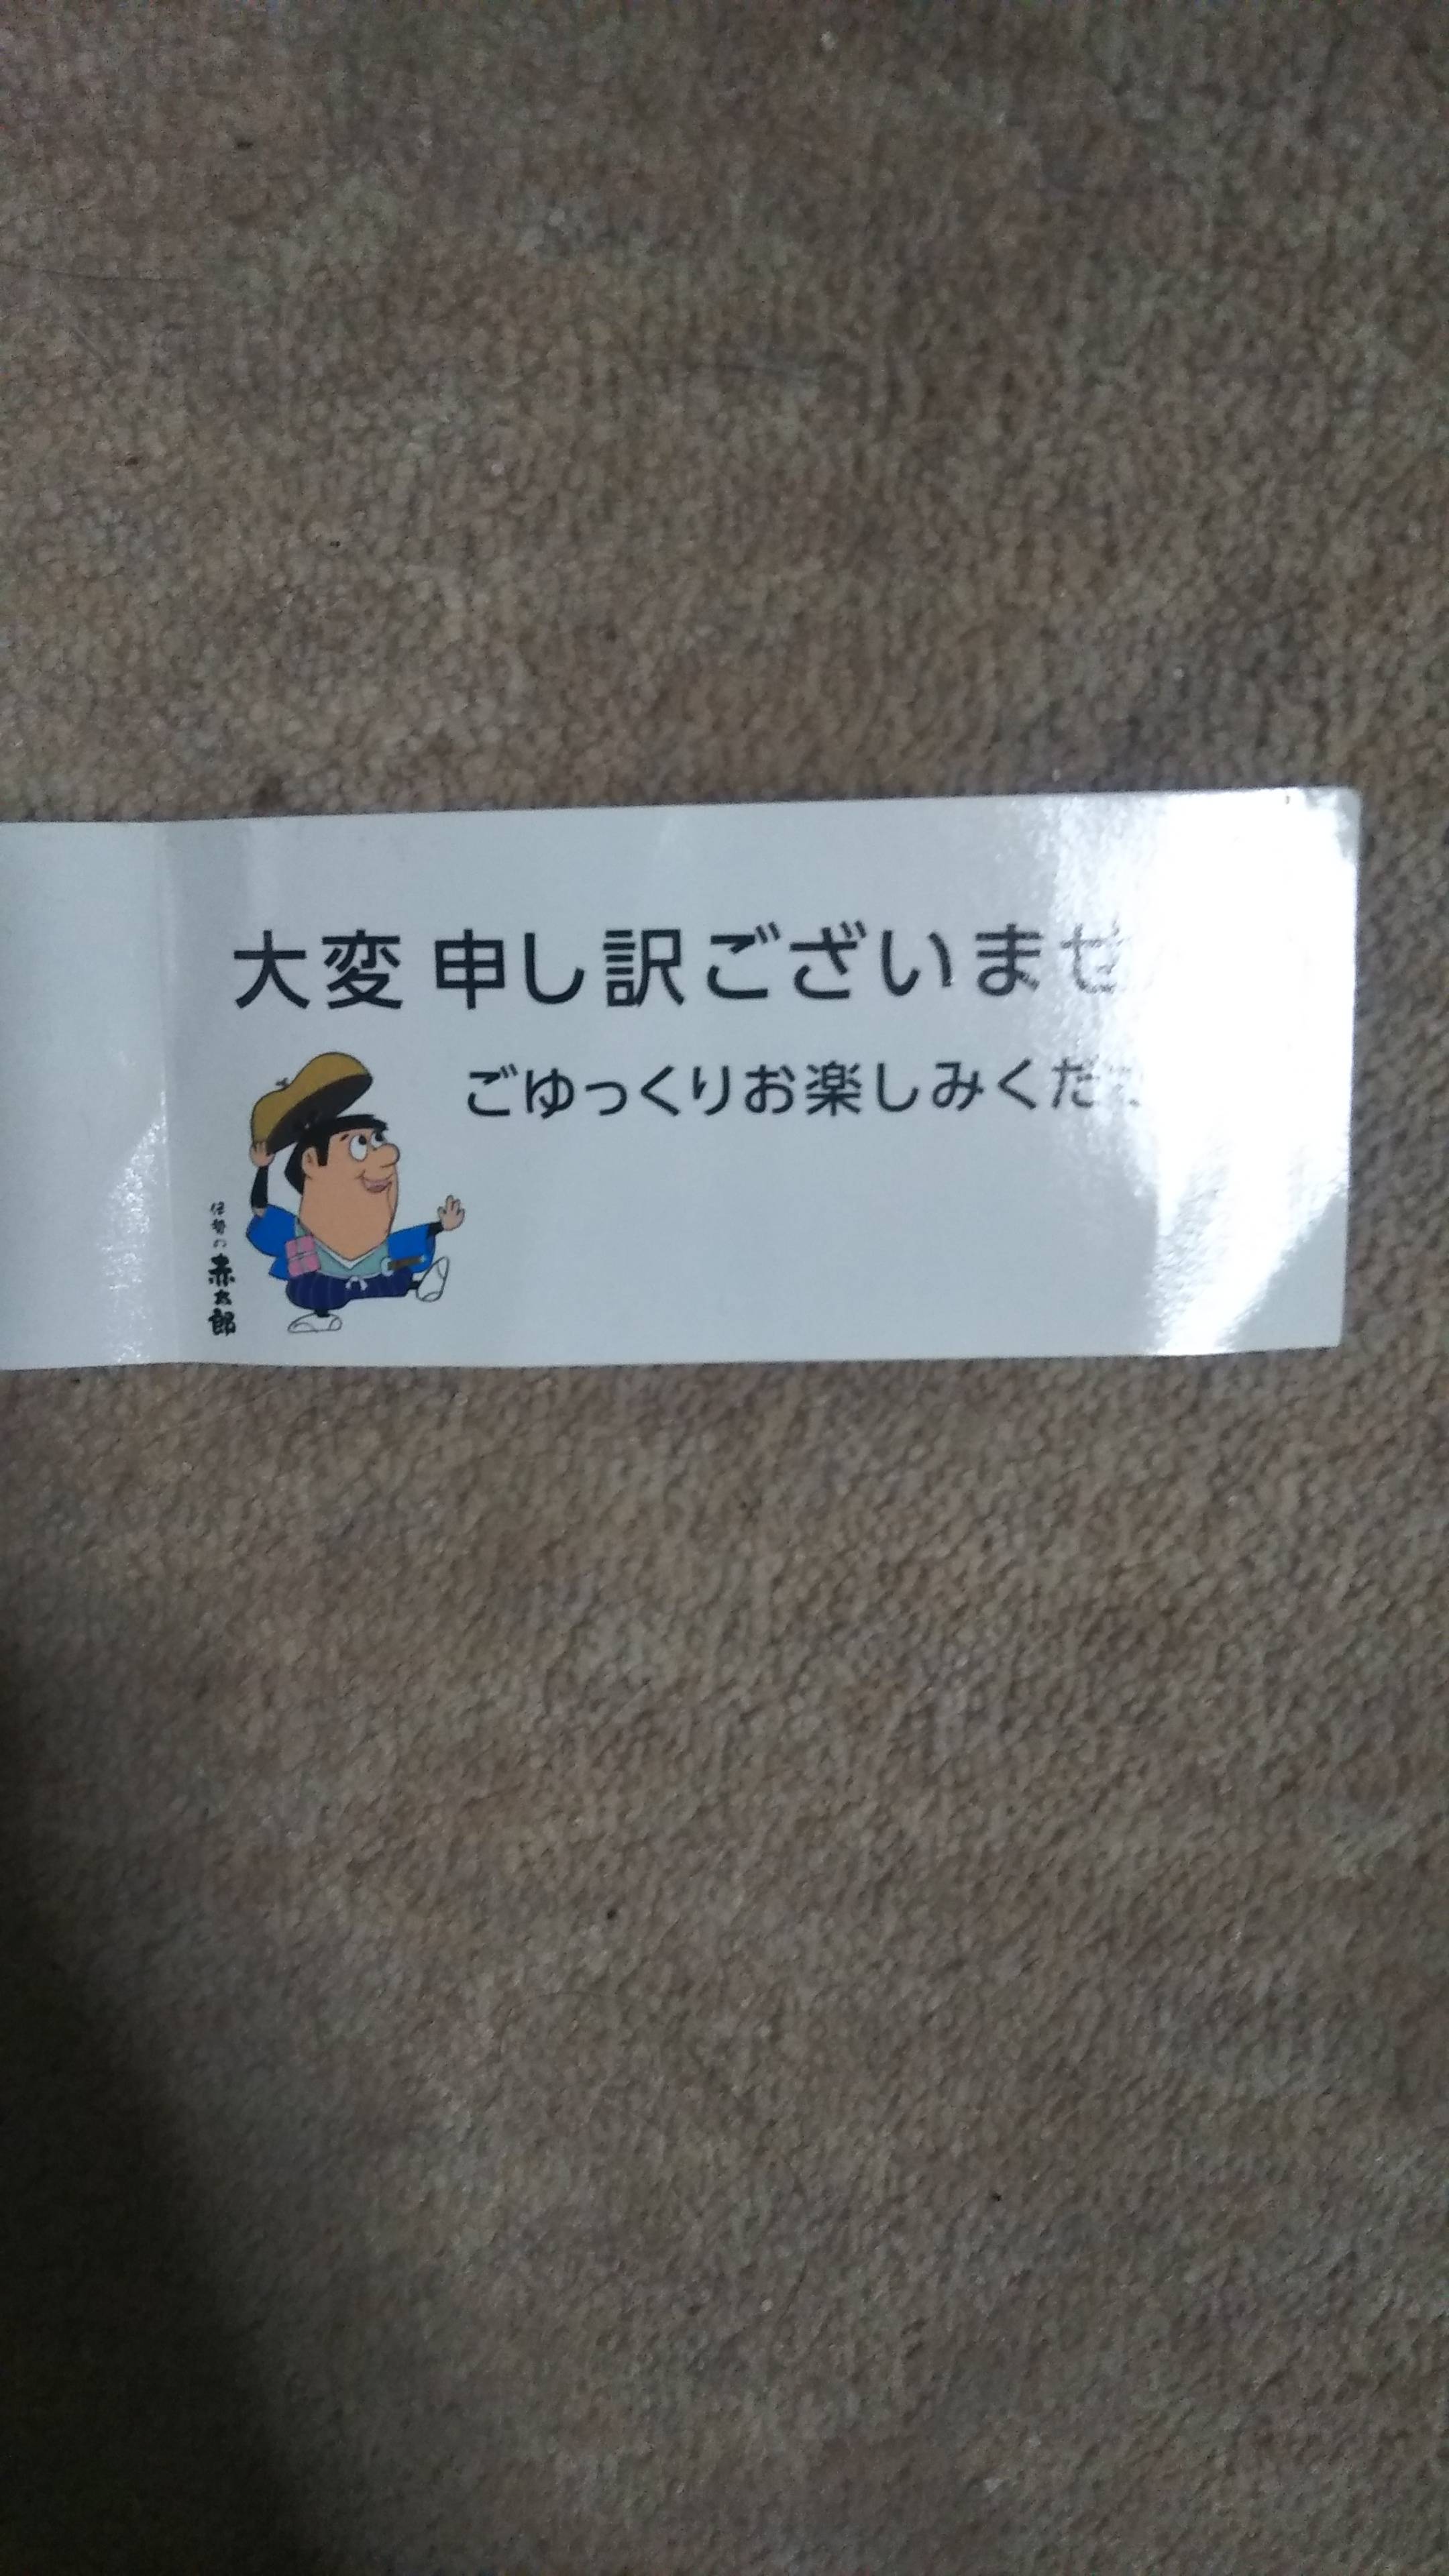 大変申し訳ございませ
ごゆっくりお楽しみくだ
伊勢の赤太郎